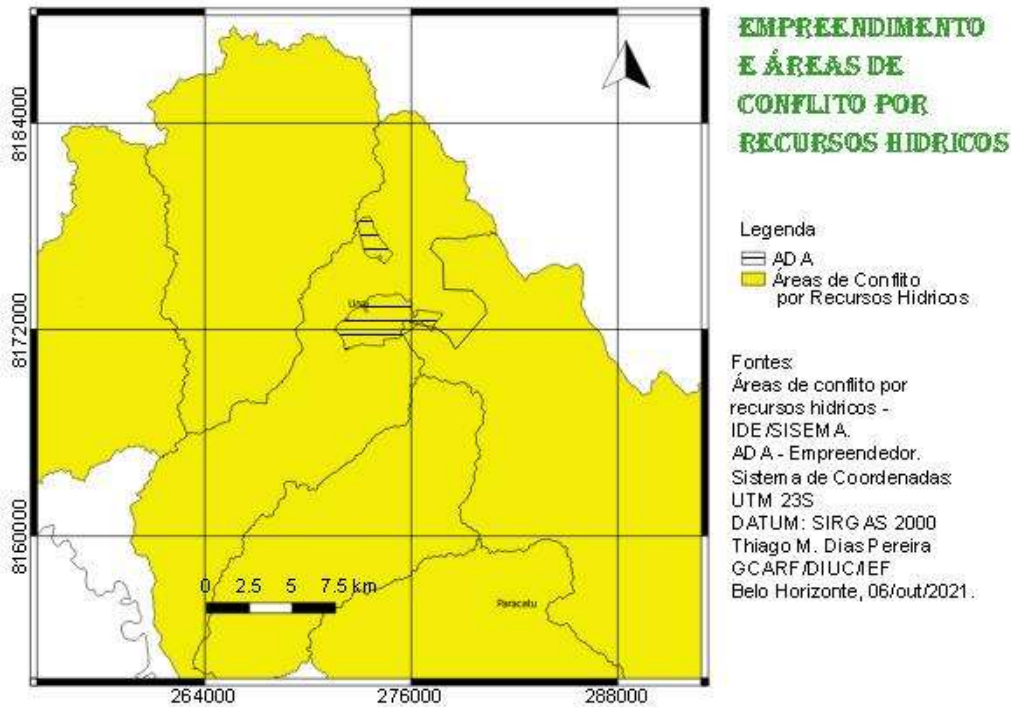 EMPREENDIMENTO
E ÁREAS DE
CONFLITO POR
RECURSOS HIDRICOS
Legenda
ADA
Áreas de Conflito
por Recursos Hidricos
Fontes:
Áreas de conflito por
recursos hidricos -
IDE/SISEMA.
ADA - Empreendedor.
Sistema de Coordenadas:
UTM 23S
DATUM: SIRGAS 2000
Thiago M. Dias Pereira
GCARF/DIUC/IEF
Belo Horizonte, 06/out/2021.
8184000
8172000
8160000
0 2.5 5 7.5 km
Paracatu
264000 276000 288000